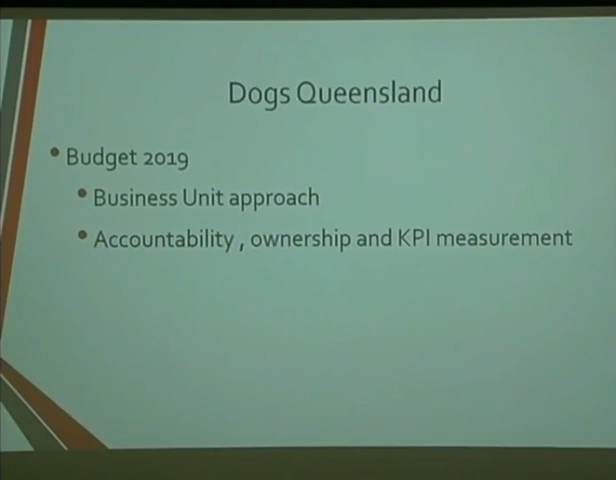 Dogs Queensland
• Budget 2019
• Business Unit approach
• Accountability , ownership and KPI measurement